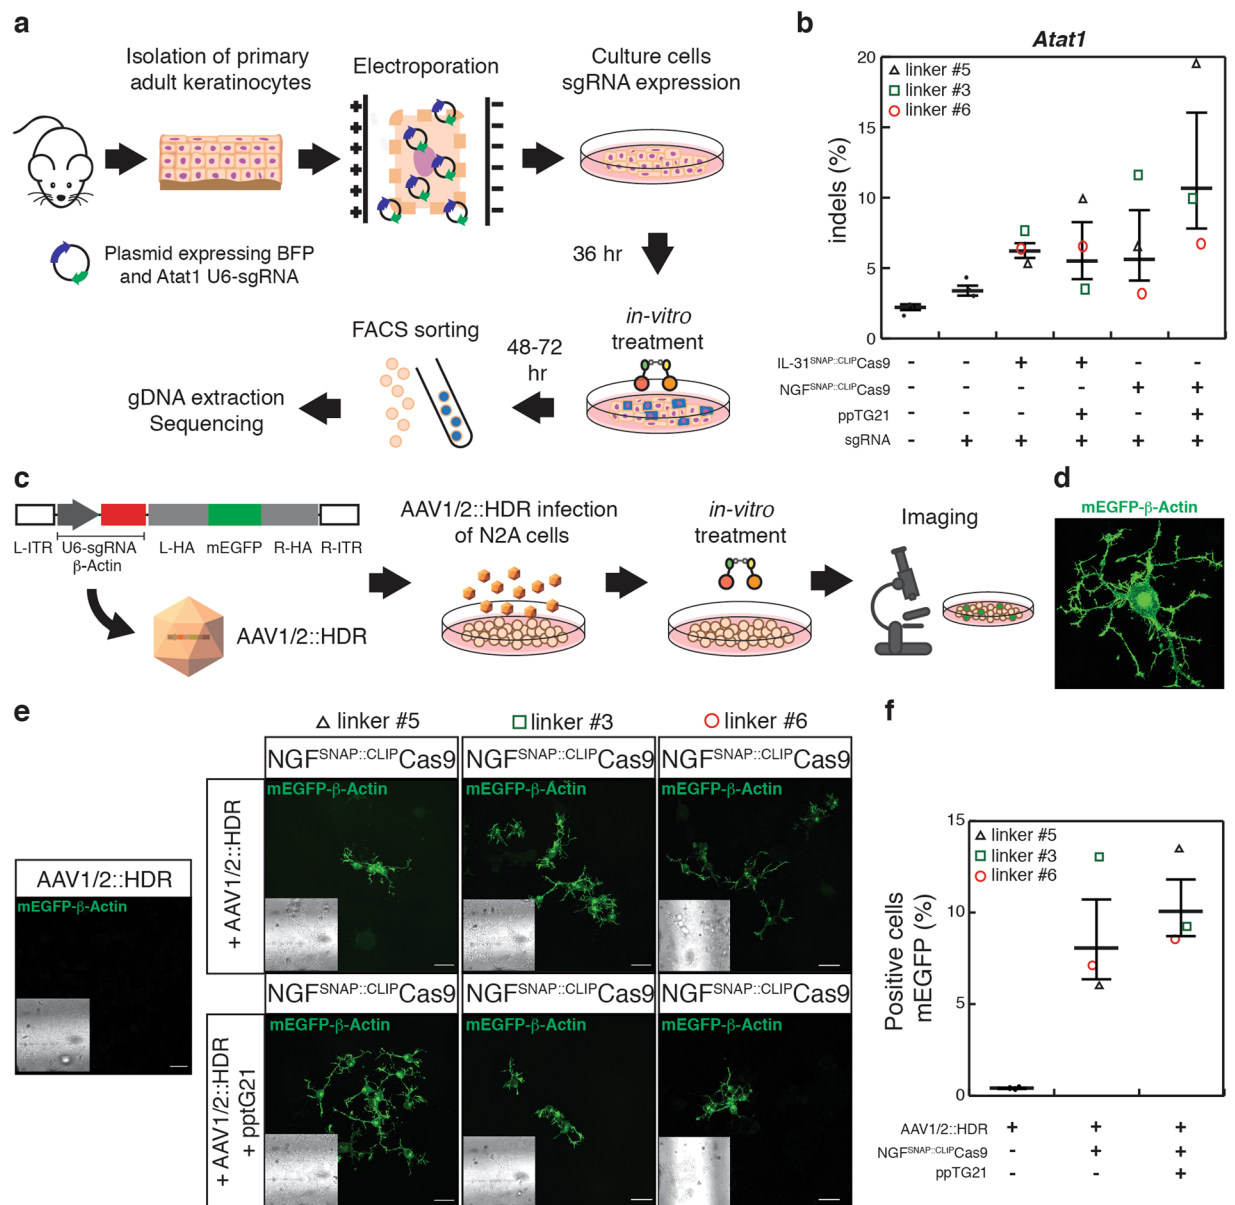 a
Isolation of primary
adult keratinocytes
Electroporation
Culture cells
sgRNA expression
Plasmid expressing BFP
and Atat1 U6-sgRNA
36 hr
in-vitro
treatment
48-72
hr
FACS sorting
gDNA extraction
Sequencing
b
Atat1
indels (%)
20
15
10
5
0
linker #5
linker #3
linker #6
IL-31SNAP::CLIPCas9 - - + + - -
NGFSNAP::CLIPCas9 - - - - + +
ppTG21 - - - + - +
sgRNA - + + + + +
c
L-ITR U6-sgRNA L-HA mEGFP R-HA R-ITR
β-Actin
AAV1/2::HDR
AAV1/2::HDR infection
of N2A cells
in-vitro
treatment
Imaging
d
mEGFP-β-Actin
e
linker #5 linker #3 linker #6
NGFSNAP::CLIPCas9 NGFSNAP::CLIPCas9 NGFSNAP::CLIPCas9
+ AAV1/2::HDR
mEGFP-β-Actin mEGFP-β-Actin mEGFP-β-Actin
AAV1/2::HDR
mEGFP-β-Actin
NGFSNAP::CLIPCas9 NGFSNAP::CLIPCas9 NGFSNAP::CLIPCas9
+ AAV1/2::HDR
+ pptG21
mEGFP-β-Actin mEGFP-β-Actin mEGFP-β-Actin
f
Positive cells
mEGFP (%)
15
10
5
0
linker #5
linker #3
linker #6
AAV1/2::HDR + + +
NGFSNAP::CLIPCas9 - + +
ppTG21 - - +